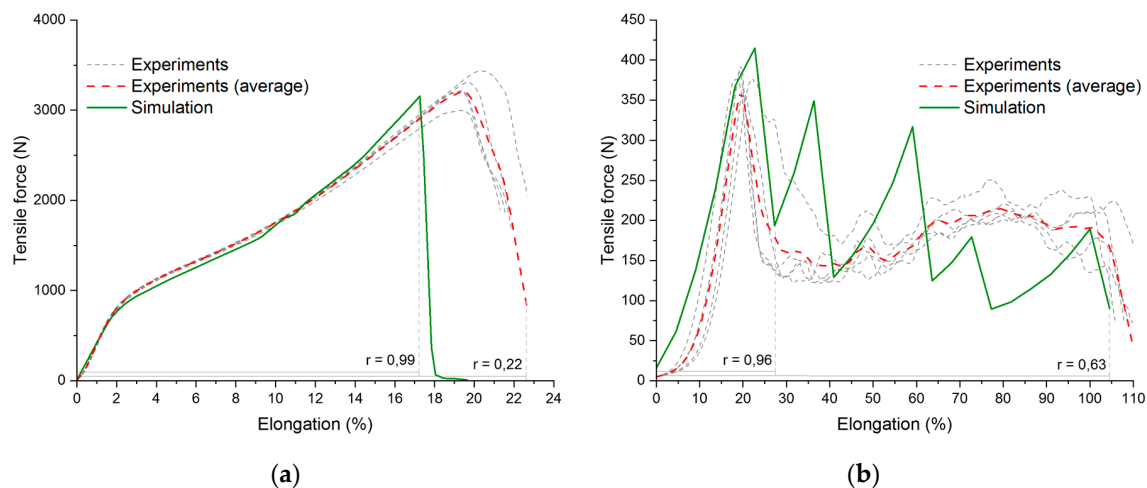 4000
3000
2000
1000
0
Tensile force (N)
Experiments
Experiments (average)
Simulation
r = 0,99
r = 0,22
0 2 4 6 8 10 12 14 16 18 20 22 24
Elongation (%)
(a)
450
400
350
300
250
200
150
100
50
0
Tensile force (N)
Experiments
Experiments (average)
Simulation
r = 0,96
r = 0,63
0 10 20 30 40 50 60 70 80 90 100 110
Elongation (%)
(b)